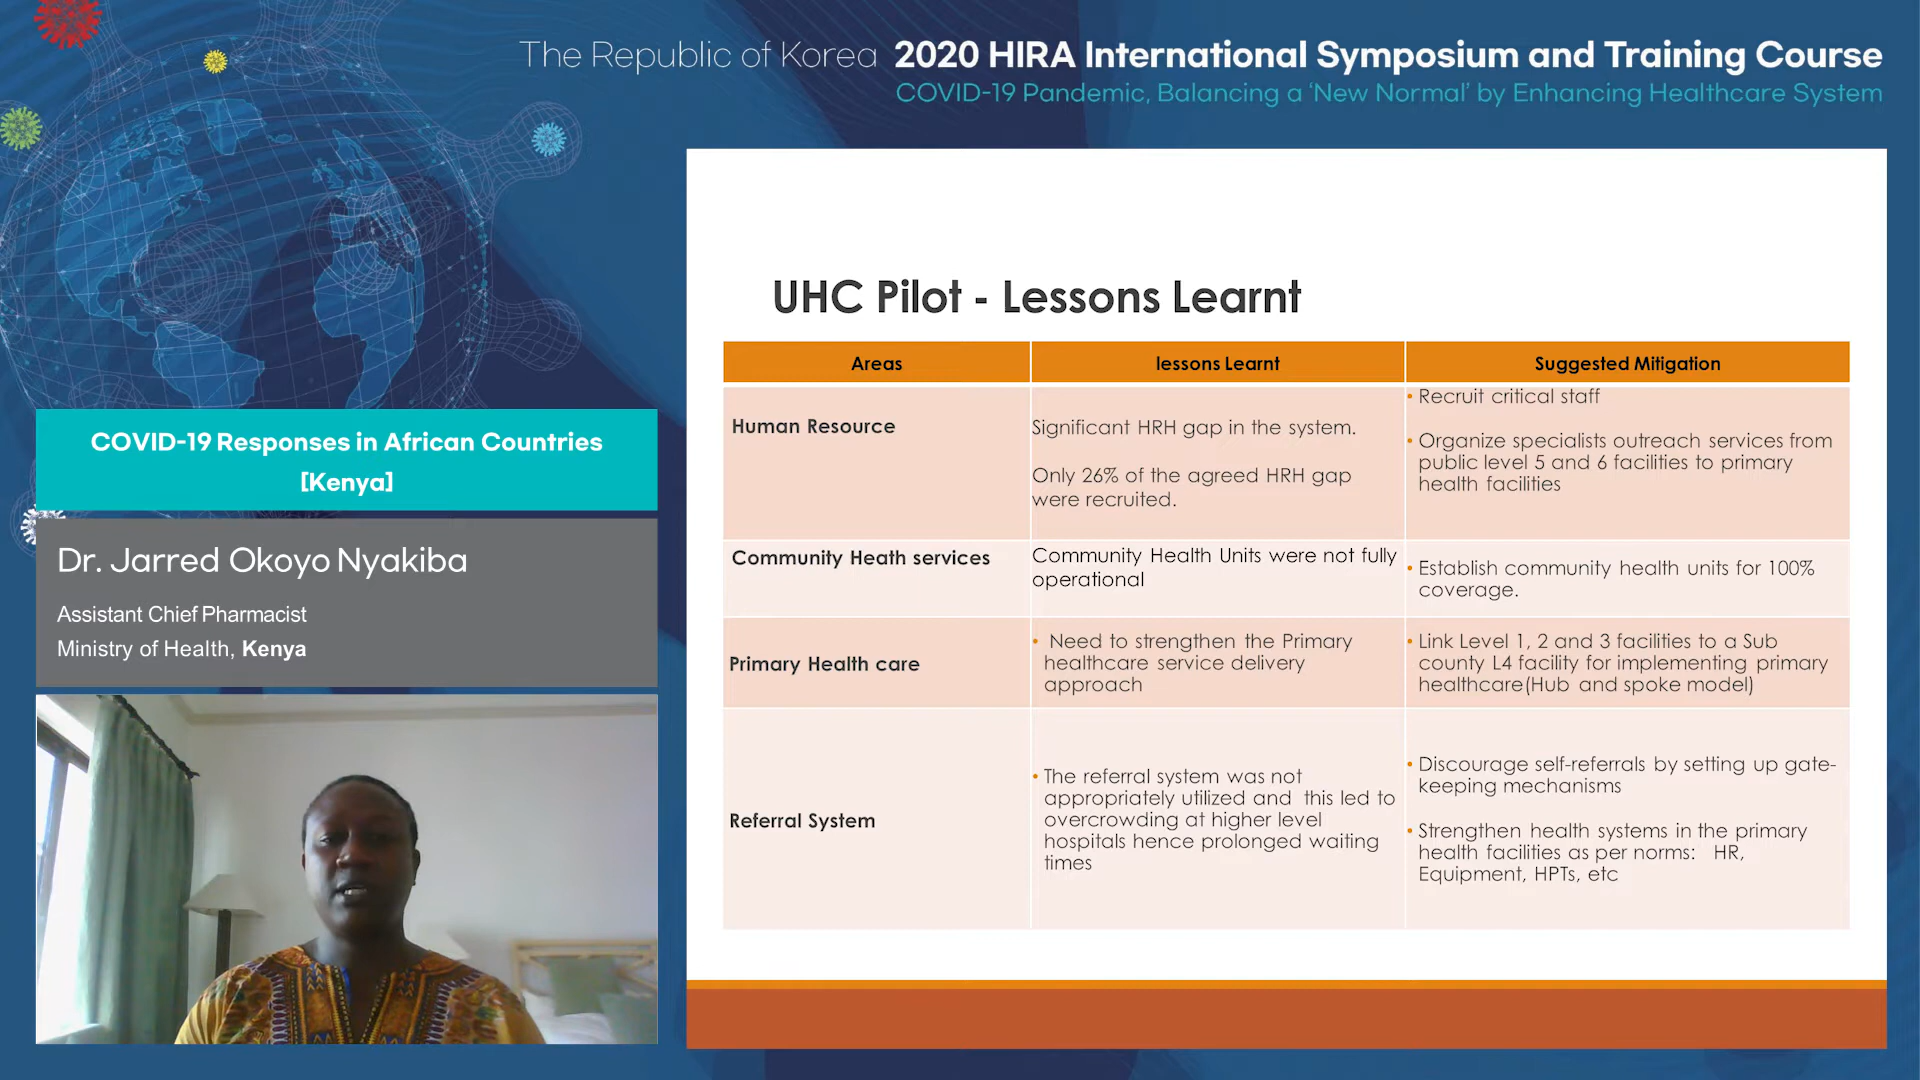 The Republic of Korea 2020 HIRA International Symposium and Training Course
COVID-19 Pandemic, Balancing a ‘New Normal’ by Enhancing Healthcare System
COVID-19 Responses in African Countries
[Kenya]
Dr. Jarred Okoyo Nyakiba
Assistant Chief Pharmacist
Ministry of Health, Kenya
UHC Pilot - Lessons Learnt
Areas
lessons Learnt
Suggested Mitigation
Human Resource
Significant HRH gap in the system.
Only 26% of the agreed HRH gap
were recruited.
• Recruit critical staff
• Organize specialists outreach services from
public level 5 and 6 facilities to primary
health facilities
Community Heath services
Community Health Units were not fully
operational
• Establish community health units for 100%
coverage.
Primary Health care
• Need to strengthen the Primary
healthcare service delivery
approach
• Link Level 1, 2 and 3 facilities to a Sub
county L4 facility for implementing primary
healthcare(Hub and spoke model)
Referral System
• The referral system was not
appropriately utilized and this led to
overcrowding at higher level
hospitals hence prolonged waiting
times
• Discourage self-referrals by setting up gate-
keeping mechanisms
• Strengthen health systems in the primary
health facilities as per norms: HR,
Equipment, HPTs, etc